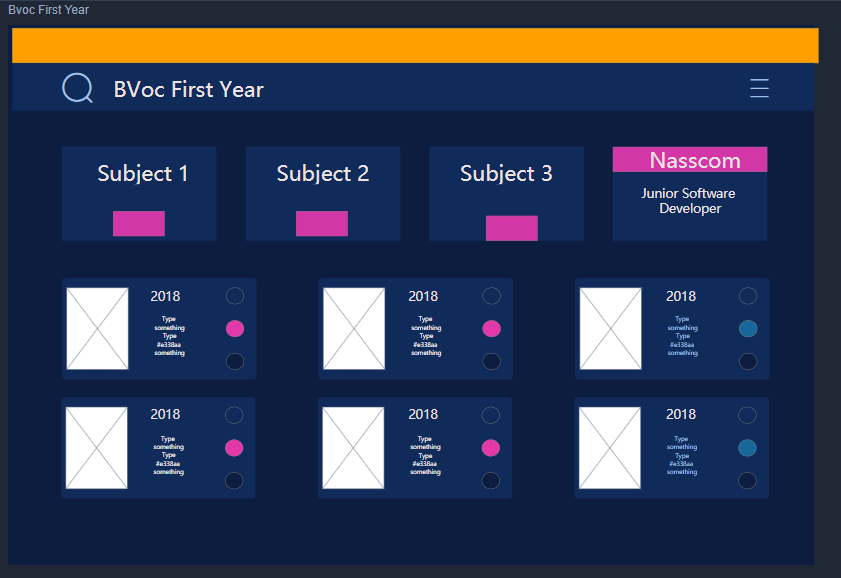 Bvoc First Year
BVoc First Year
Subject 1
Subject 2
Subject 3
Nasscom
Junior Software
Developer
2018
Type
something
Type
#e338aa
something
2018
Type
something
Type
#e338aa
something
2018
Type
something
Type
#e338aa
something
2018
Type
something
Type
#e338aa
something
2018
Type
something
Type
#e338aa
something
2018
Type
something
Type
#e338aa
something